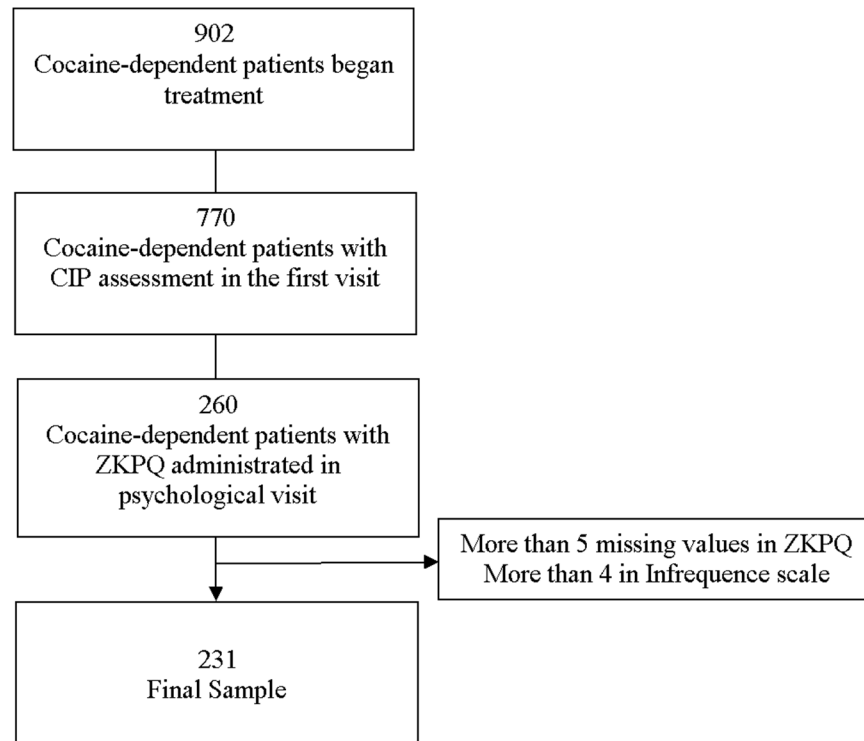 902
Cocaine-dependent patients began
treatment
770
Cocaine-dependent patients with
CIP assessment in the first visit
260
Cocaine-dependent patients with
ZKPQ administrated in
psychological visit
More than 5 missing values in ZKPQ
More than 4 in Infrequence scale
231
Final Sample